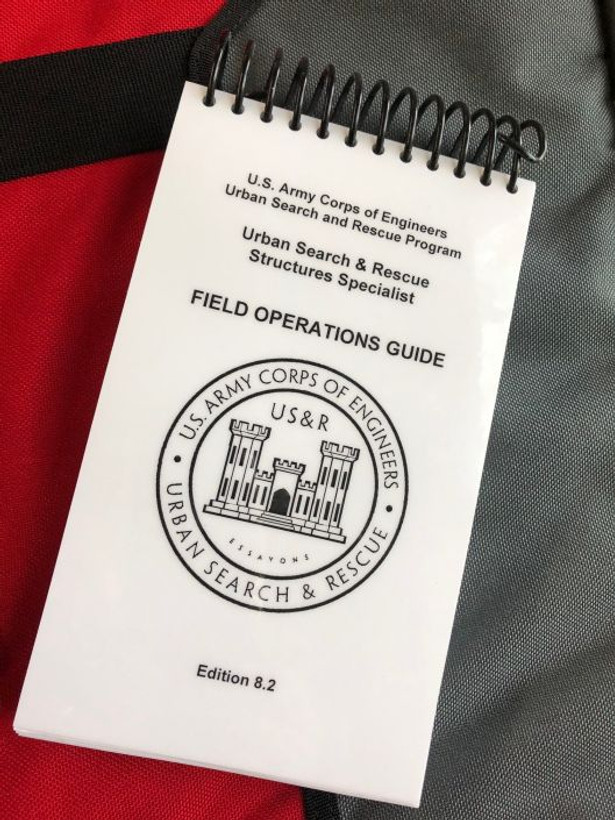 U.S. Army Corps of Engineers
Urban Search and Rescue Program
Urban Search & Rescue
Structures Specialist
FIELD OPERATIONS GUIDE
U.S. ARMY CORPS OF ENGINEERS
US&R
ESSAYONS
URBAN SEARCH & RESCUE
Edition 8.2